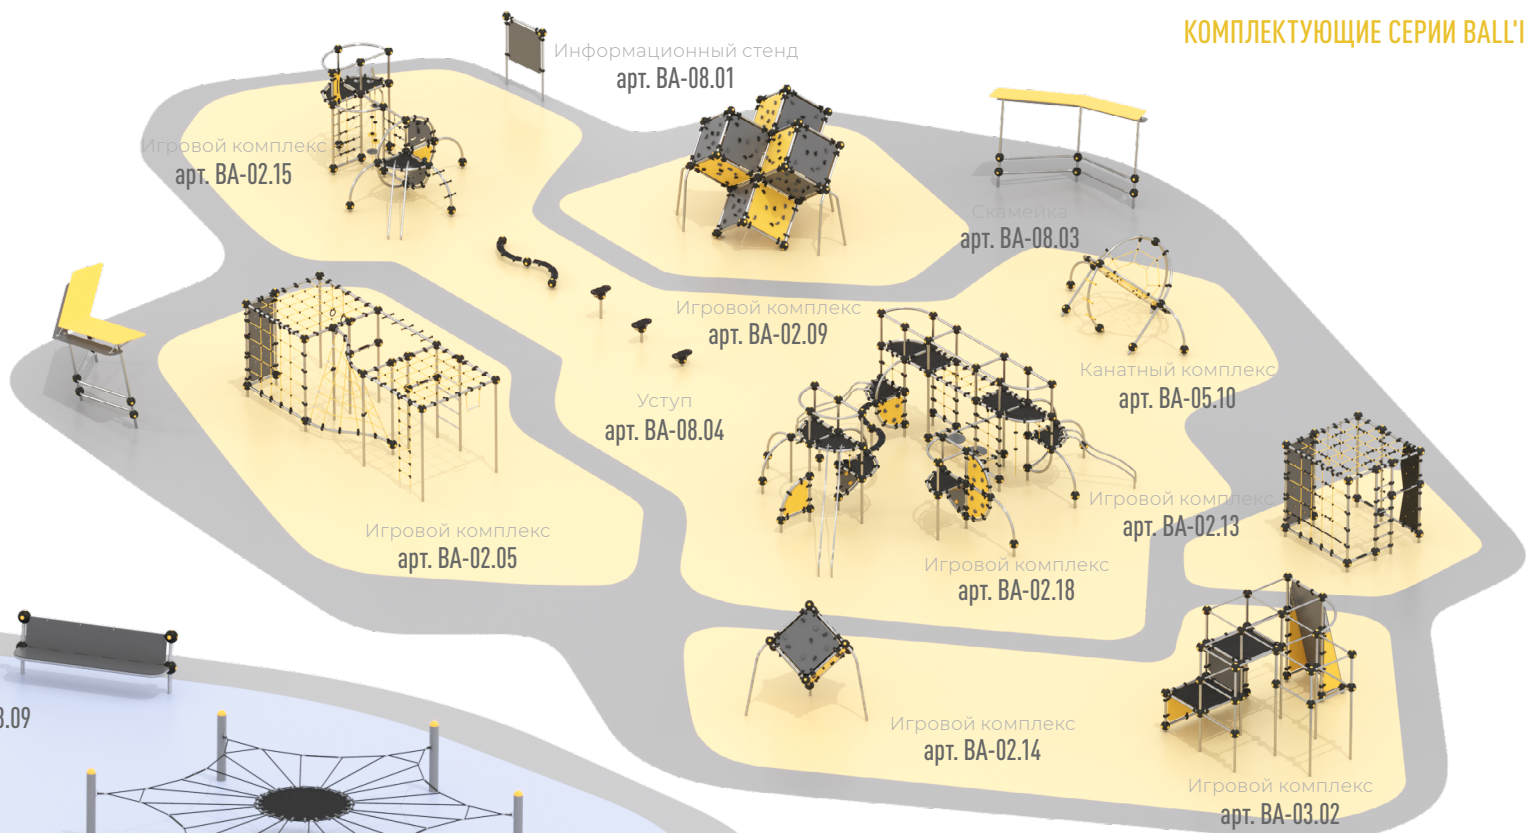 КОМПЛЕКТУЮЩИЕ СЕРИИ BALL'I
Информационный стенд
арт. BA-08.01
Игровой комплекс
арт. BA-02.15
Скамейка
арт. BA-08.03
Игровой комплекс
арт. BA-02.09
Канатный комплекс
арт. BA-05.10
Уступ
арт. BA-08.04
Игровой комплекс
арт. BA-02.13
Игровой комплекс
арт. BA-02.05
Игровой комплекс
арт. BA-02.18
Игровой комплекс
арт. BA-02.14
Игровой комплекс
арт. BA-03.02
.09